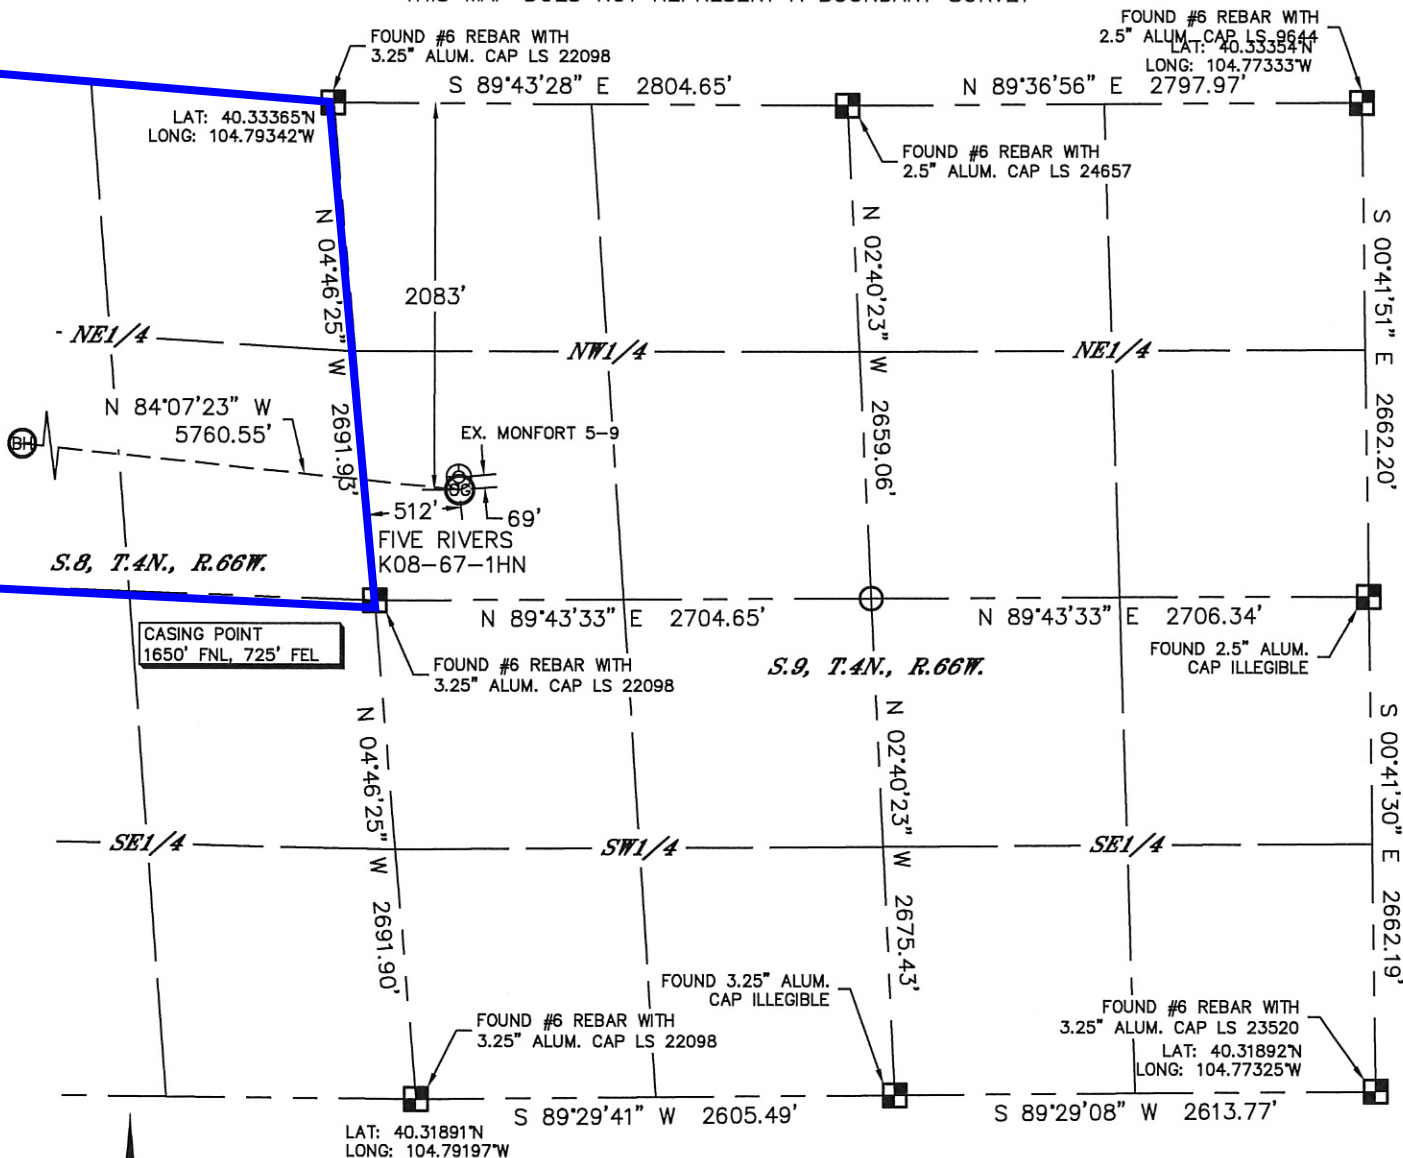 FOUND #6 REBAR WITH
3.25" ALUM. CAP LS 22098
FOUND #6 REBAR WITH
2.5" ALUM. CAP LS 9644
LAT: 40.33354°N
LONG: 104.77333°W
S 89°43'28" E 2804.65'
N 89°36'56" E 2797.97'
LAT: 40.33365°N
LONG: 104.79342°W
FOUND #6 REBAR WITH
2.5" ALUM. CAP LS 24657
N 04°46'25" W 2691.93'
2083'
N 02°40'23" W 2659.06'
S 00°41'51" E 2662.20'
NE1/4
NW1/4
NE1/4
N 84°07'23" W
5760.55'
BH
EX. MONFORT 5-9
OG
512'
69'
FIVE RIVERS
K08-67-1HN
S.8, T.4N., R.66W.
N 89°43'33" E 2704.65'
N 89°43'33" E 2706.34'
CASING POINT
1650' FNL, 725' FEL
FOUND #6 REBAR WITH
3.25" ALUM. CAP LS 22098
S.9, T.4N., R.66W.
FOUND 2.5" ALUM.
CAP ILLEGIBLE
N 04°46'25" W 2691.90'
N 02°40'23" W 2675.43'
S 00°41'30" E 2662.19'
SE1/4
SW1/4
SE1/4
FOUND 3.25" ALUM.
CAP ILLEGIBLE
FOUND #6 REBAR WITH
3.25" ALUM. CAP LS 22098
FOUND #6 REBAR WITH
3.25" ALUM. CAP LS 23520
LAT: 40.31892°N
LONG: 104.77325°W
S 89°29'41" W 2605.49'
S 89°29'08" W 2613.77'
LAT: 40.31891°N
LONG: 104.79197°W